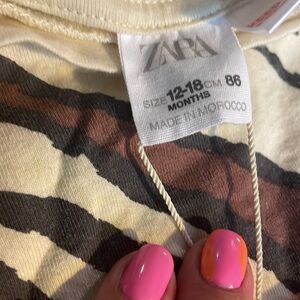 ZARA
SIZE 12-18 CM 86
MONTHS
MADE IN MOROCCO